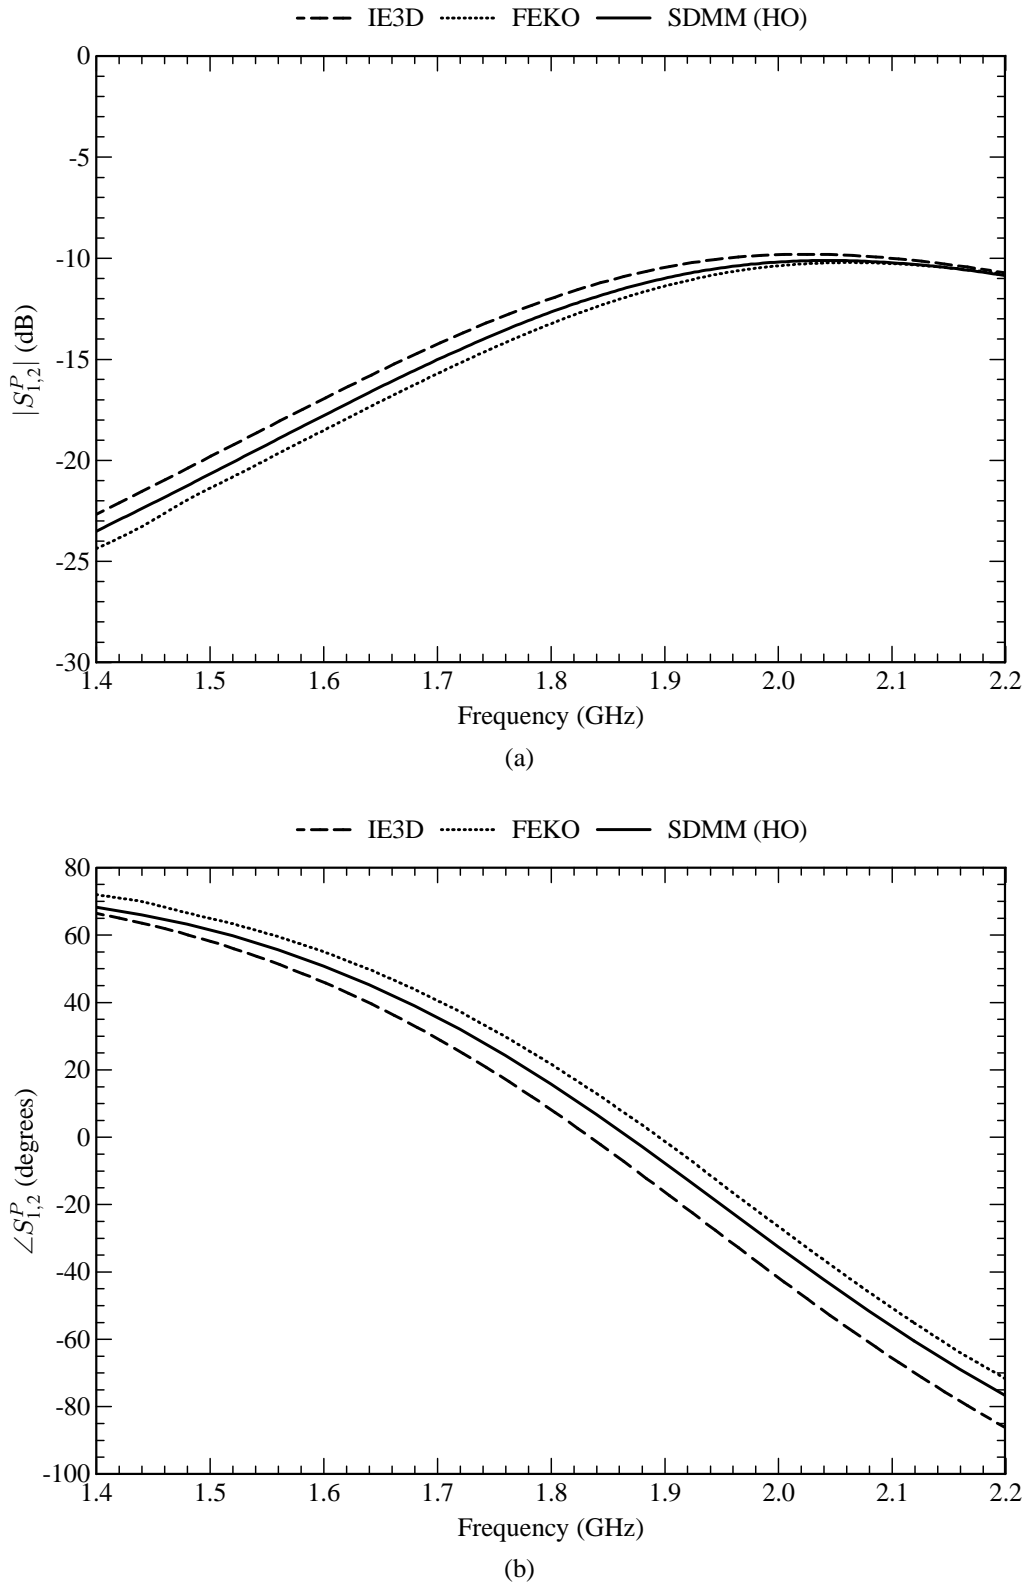 IE3D FEKO SDMM (HO)
0
-5
-10
-15
-20
-25
-30
|S^P_{1,2}| (dB)
1.4 1.5 1.6 1.7 1.8 1.9 2.0 2.1 2.2
Frequency (GHz)
(a)
IE3D FEKO SDMM (HO)
80
60
40
20
0
-20
-40
-60
-80
-100
∠S^P_{1,2} (degrees)
1.4 1.5 1.6 1.7 1.8 1.9 2.0 2.1 2.2
Frequency (GHz)
(b)